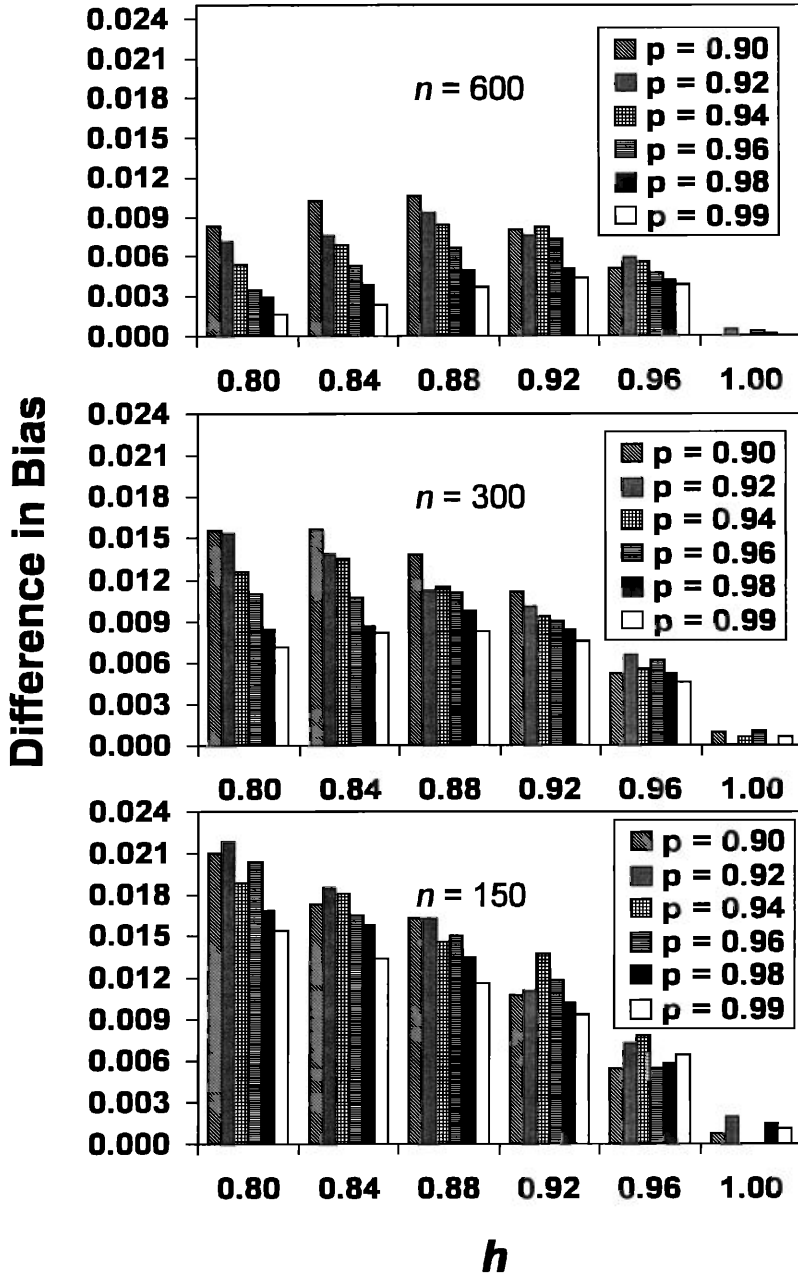 Difference in Bias
0.024
0.021
0.018
0.015
0.012
0.009
0.006
0.003
0.000
n = 600
p = 0.90
p = 0.92
p = 0.94
p = 0.96
p = 0.98
p = 0.99
0.80 0.84 0.88 0.92 0.96 1.00
0.024
0.021
0.018
0.015
0.012
0.009
0.006
0.003
0.000
n = 300
p = 0.90
p = 0.92
p = 0.94
p = 0.96
p = 0.98
p = 0.99
0.80 0.84 0.88 0.92 0.96 1.00
0.024
0.021
0.018
0.015
0.012
0.009
0.006
0.003
0.000
n = 150
p = 0.90
p = 0.92
p = 0.94
p = 0.96
p = 0.98
p = 0.99
0.80 0.84 0.88 0.92 0.96 1.00
h